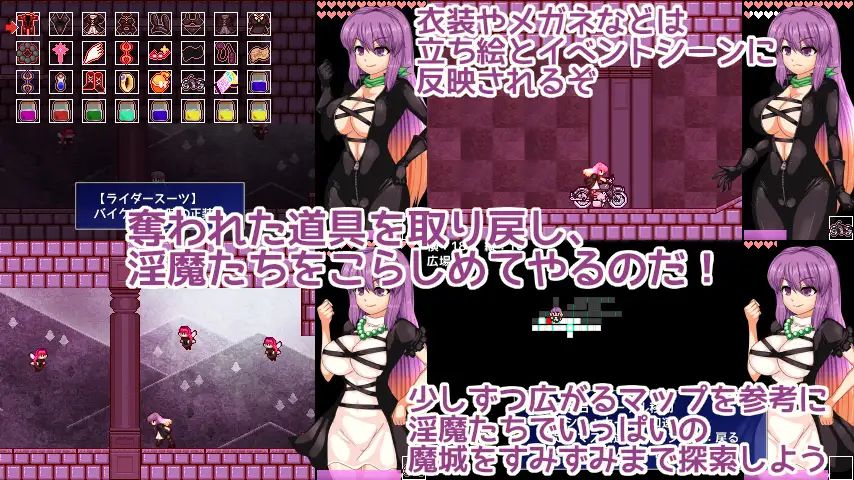 衣装やメガネなどは
立ち絵とイベントシーンに
反映されるぞ
【ライダースーツ】
奪われた道具を取り戻し、
淫魔たちをこらしめてやるのだ！
広場
少しずつ広がるマップを参考に
淫魔たちでいっぱいの
戻る
魔城をすみずみまで探索しよう